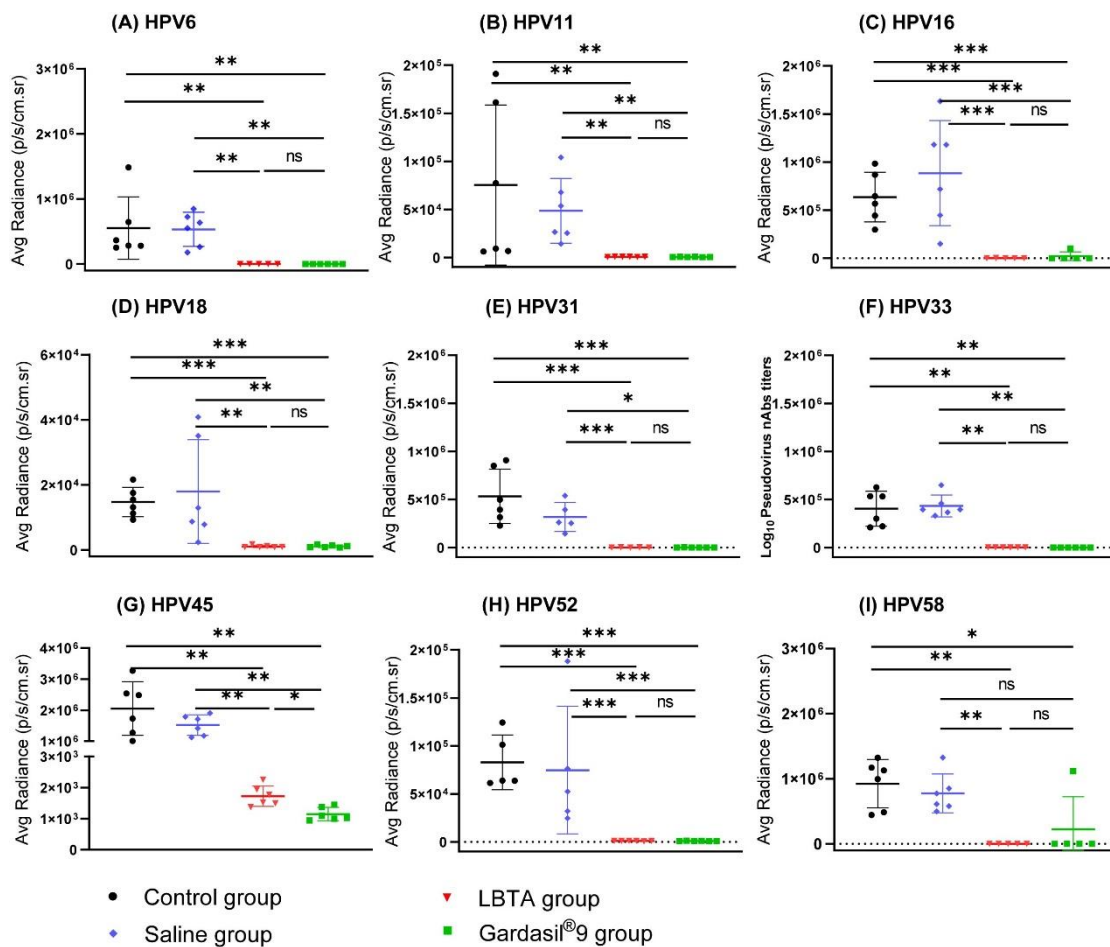 (A) HPV6
Avg Radiance (p/s/cm.sr)
3×10⁶
2×10⁶
1×10⁶
0
**
**
**
**
ns
(B) HPV11
Avg Radiance (p/s/cm.sr)
2×10⁵
1.5×10⁵
1×10⁵
5×10⁴
0
**
**
**
**
ns
(C) HPV16
Avg Radiance (p/s/cm.sr)
2×10⁶
1.5×10⁶
1×10⁶
5×10⁵
0
***
***
***
***
ns
(D) HPV18
Avg Radiance (p/s/cm.sr)
6×10⁴
4×10⁴
2×10⁴
0
***
***
**
**
ns
(E) HPV31
Avg Radiance (p/s/cm.sr)
2×10⁶
1.5×10⁶
1×10⁶
5×10⁵
0
***
***
*
***
ns
(F) HPV33
Log₁₀ Pseudovirus nAbs titers
2×10⁶
1.5×10⁶
1×10⁶
5×10⁵
0
**
**
**
**
ns
(G) HPV45
Avg Radiance (p/s/cm.sr)
4×10⁶
3×10⁶
2×10⁶
1×10⁶
3×10³
2×10³
1×10³
0
**
**
**
**
*
(H) HPV52
Avg Radiance (p/s/cm.sr)
2×10⁵
1.5×10⁵
1×10⁵
5×10⁴
0
***
***
***
***
ns
(I) HPV58
Avg Radiance (p/s/cm.sr)
3×10⁶
2×10⁶
1×10⁶
0
*
**
ns
**
ns
Control group
LBTA group
Saline group
Gardasil®9 group